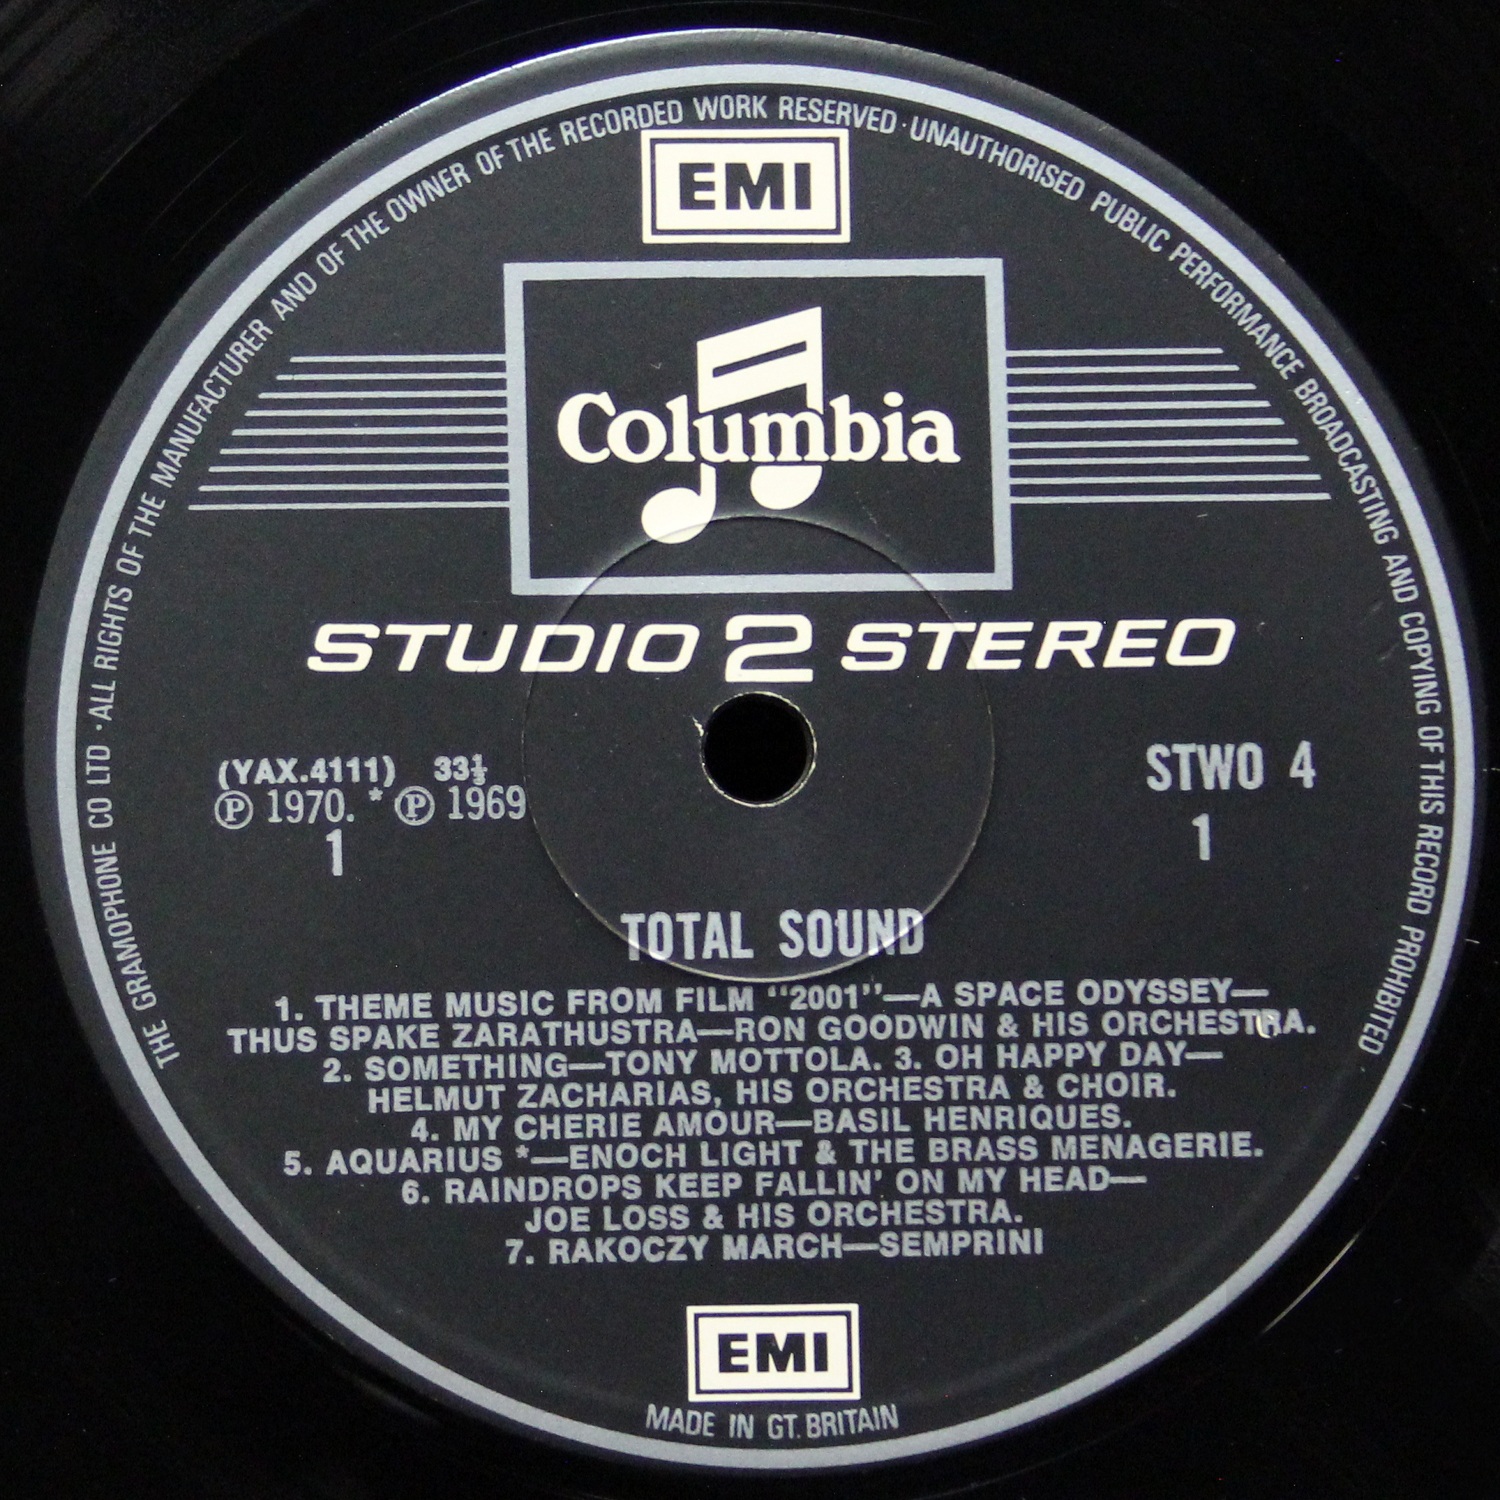 THE GRAMOPHONE CO LTD · ALL RIGHTS OF THE MANUFACTURER AND OF THE OWNER OF THE RECORDED WORK RESERVED · UNAUTHORISED PUBLIC PERFORMANCE BROADCASTING AND COPYING OF THIS RECORD PROHIBITED
EMI
Columbia
STUDIO 2 STEREO
(YAX.4111) 33⅓
Ⓟ 1970. * Ⓟ 1969
1
STWO 4
1
TOTAL SOUND
1. THEME MUSIC FROM FILM "2001"—A SPACE ODYSSEY—
THUS SPAKE ZARATHUSTRA—RON GOODWIN & HIS ORCHESTRA.
2. SOMETHING—TONY MOTTOLA. 3. OH HAPPY DAY—
HELMUT ZACHARIAS, HIS ORCHESTRA & CHOIR.
4. MY CHERIE AMOUR—BASIL HENRIQUES.
5. AQUARIUS *—ENOCH LIGHT & THE BRASS MENAGERIE.
6. RAINDROPS KEEP FALLIN' ON MY HEAD—
JOE LOSS & HIS ORCHESTRA.
7. RAKOCZY MARCH—SEMPRINI
EMI
MADE IN GT. BRITAIN